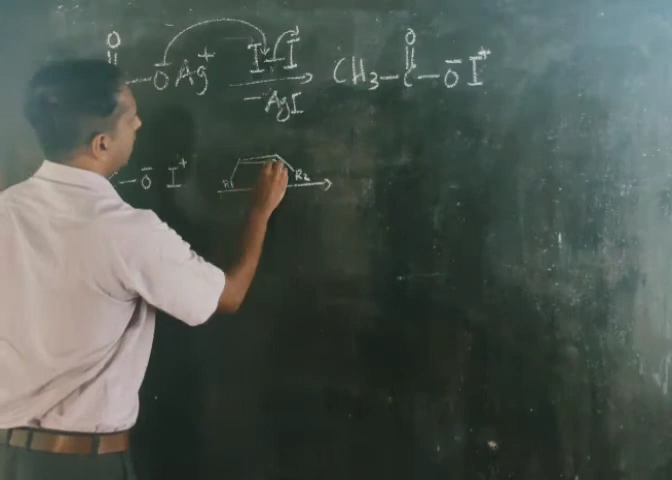 O O
‖ —O⁻ Ag⁺ I–I → CH3–C–O⁻ I⁺
-AgI
–O⁻ I⁺ R1 R2 →